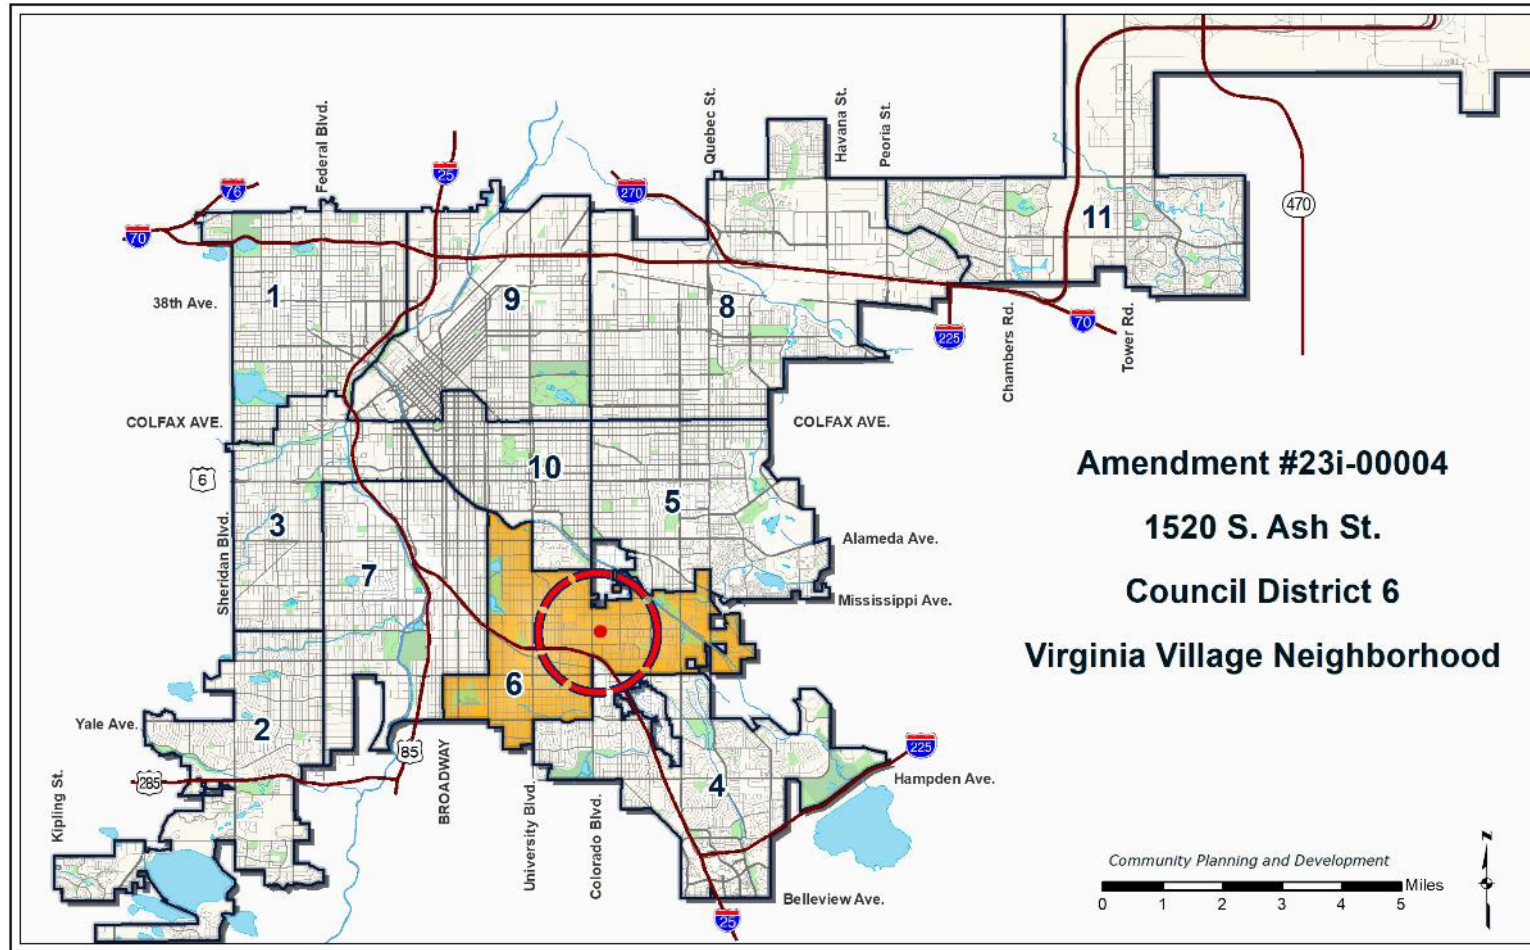 Federal Blvd.
Quebec St.
Havana St.
Peoria St.
76
25
270
70
470
11
1
9
8
38th Ave.
225
Chambers Rd.
70
Tower Rd.
COLFAX AVE.
COLFAX AVE.
6
10
5
3
Sheridan Blvd.
7
Alameda Ave.
Mississippi Ave.
6
Yale Ave.
2
285
85
BROADWAY
Kipling St.
University Blvd.
Colorado Blvd.
4
225
Hampden Ave.
Belleview Ave.
25
Amendment #23i-00004
1520 S. Ash St.
Council District 6
Virginia Village Neighborhood
Community Planning and Development
Miles
0 1 2 3 4 5
N